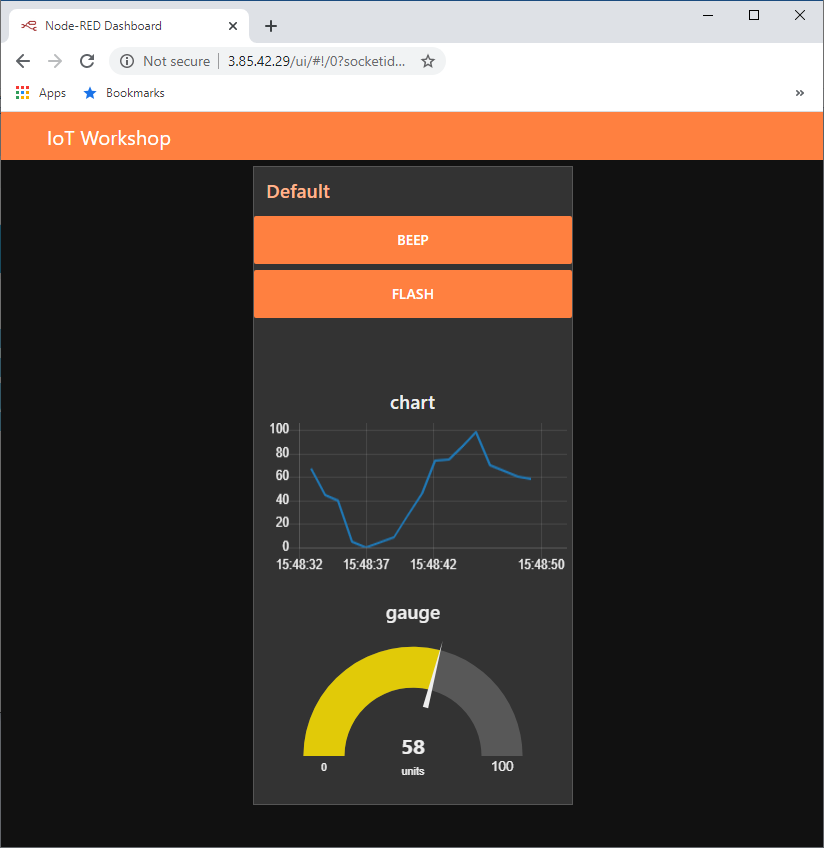 Node-RED Dashboard
Not secure | 3.85.42.29/ui/#!/0?socketid...
Apps Bookmarks »
IoT Workshop
Default
BEEP
FLASH
chart
100
80
60
40
20
0
15:48:32 15:48:37 15:48:42 15:48:50
gauge
58
0 units 100